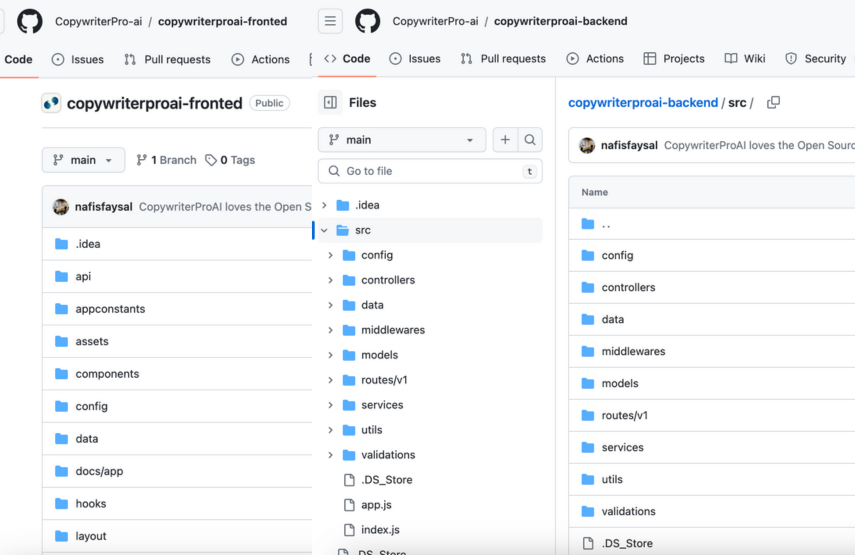 CopywriterPro-ai / copywriterproai-fronted
Code Issues Pull requests Actions
copywriterproai-fronted Public
main 1 Branch 0 Tags
nafisfaysal CopywriterPROAI loves the Open S
.idea
api
appconstants
assets
components
config
data
docs/app
hooks
layout
CopywriterPro-ai / copywriterproai-backend
Code Issues Pull requests Actions Projects Wiki Security
Files
main
Go to file t
.idea
src
config
controllers
data
middlewares
models
routes/v1
services
utils
validations
.DS_Store
app.js
index.js
.DS_Store
copywriterproai-backend / src /
nafisfaysal CopywriterPROAI loves the Open Sourc
Name
..
config
controllers
data
middlewares
models
routes/v1
services
utils
validations
.DS_Store